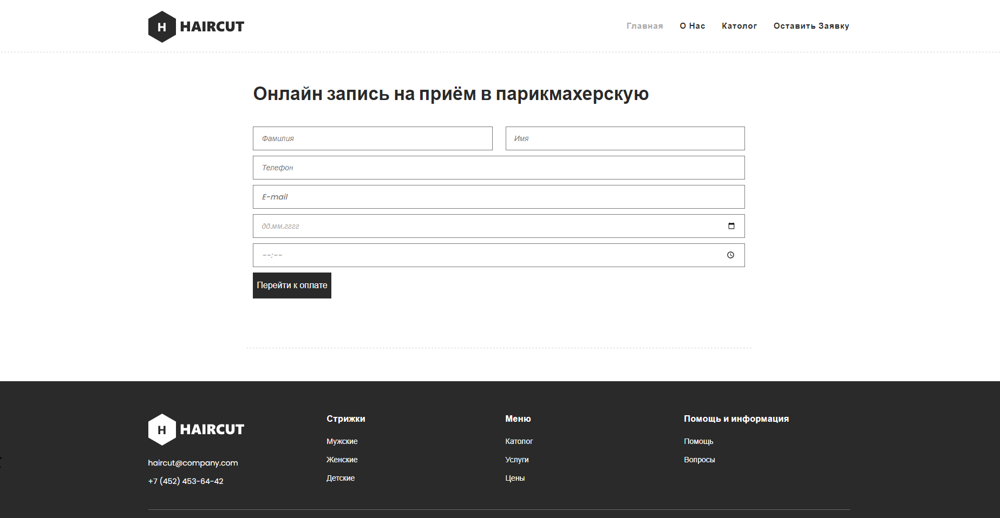 H HAIRCUT
Главная О Нас Католог Оставить Заявку
Онлайн запись на приём в парикмахерскую
Фамилия Имя
Телефон
E-mail
дд.мм.гггг
--:--
Перейти к оплате
H HAIRCUT
haircut@company.com
+7 (452) 453-64-42
Стрижки
Мужские
Женские
Детские
Меню
Католог
Услуги
Цены
Помощь и информация
Помощь
Вопросы